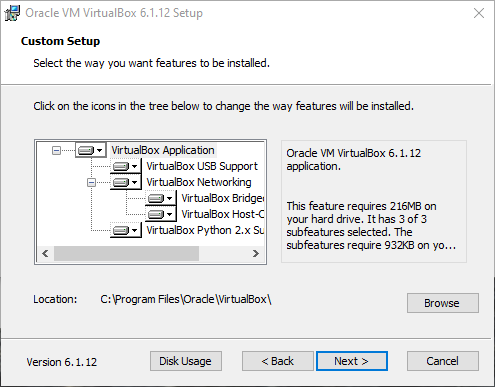 Oracle VM VirtualBox 6.1.12 Setup
Custom Setup
Select the way you want features to be installed.
Click on the icons in the tree below to change the way features will be installed.
VirtualBox Application
VirtualBox USB Support
VirtualBox Networking
VirtualBox Bridge
VirtualBox Host-
VirtualBox Python 2.x
Oracle VM VirtualBox 6.1.12
application.
This feature requires 216MB on
your hard drive. It has 3 of 3
subfeatures selected. The
subfeatures require 932KB on yo...
Location: C:\Program Files\Oracle\VirtualBox\
Browse
Version 6.1.12
Disk Usage
< Back
Next >
Cancel